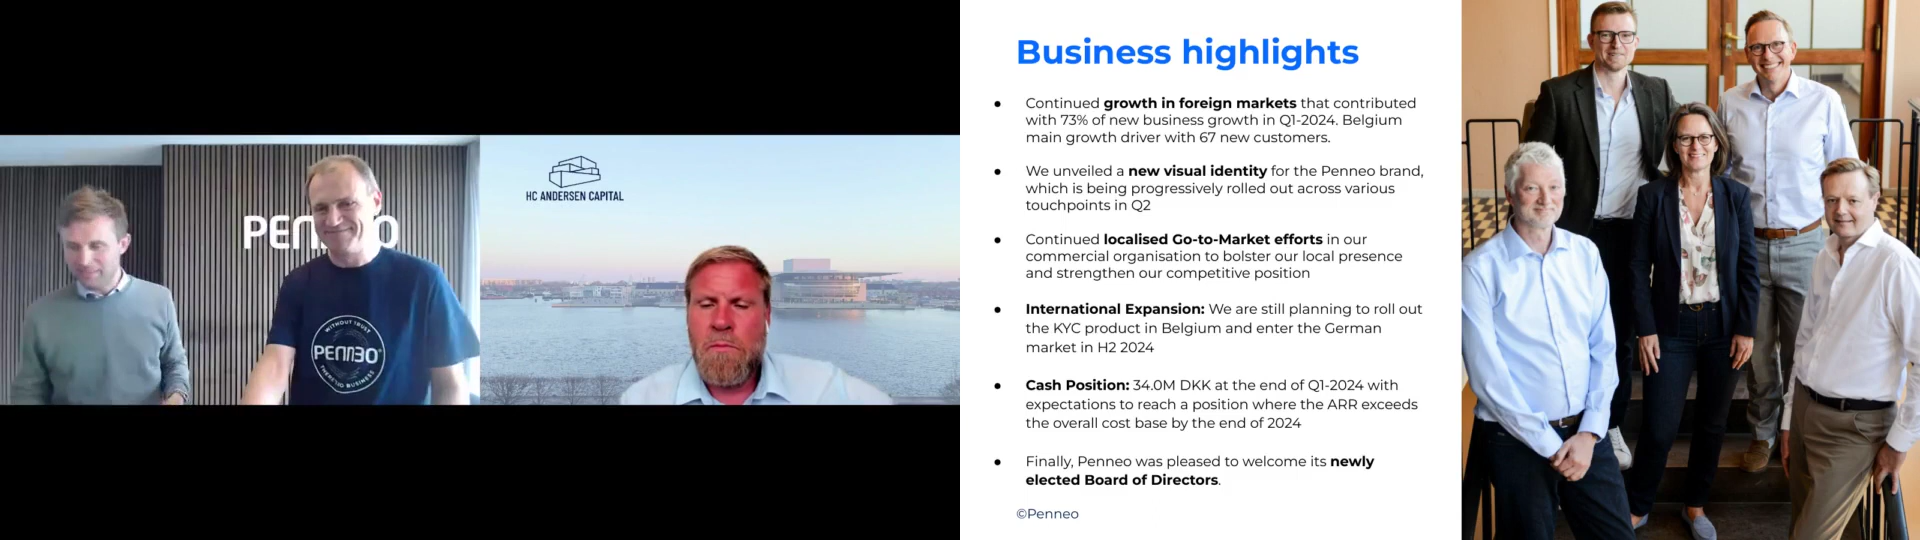 PENNEO
WITHOUT TRUST
PENNEO
THERE IS NO BUSINESS
HC ANDERSEN CAPITAL
Business highlights
● Continued growth in foreign markets that contributed
with 73% of new business growth in Q1-2024. Belgium
main growth driver with 67 new customers.
● We unveiled a new visual identity for the Penneo brand,
which is being progressively rolled out across various
touchpoints in Q2
● Continued localised Go-to-Market efforts in our
commercial organisation to bolster our local presence
and strengthen our competitive position
● International Expansion: We are still planning to roll out
the KYC product in Belgium and enter the German
market in H2 2024
● Cash Position: 34.0M DKK at the end of Q1-2024 with
expectations to reach a position where the ARR exceeds
the overall cost base by the end of 2024
● Finally, Penneo was pleased to welcome its newly
elected Board of Directors.
©Penneo